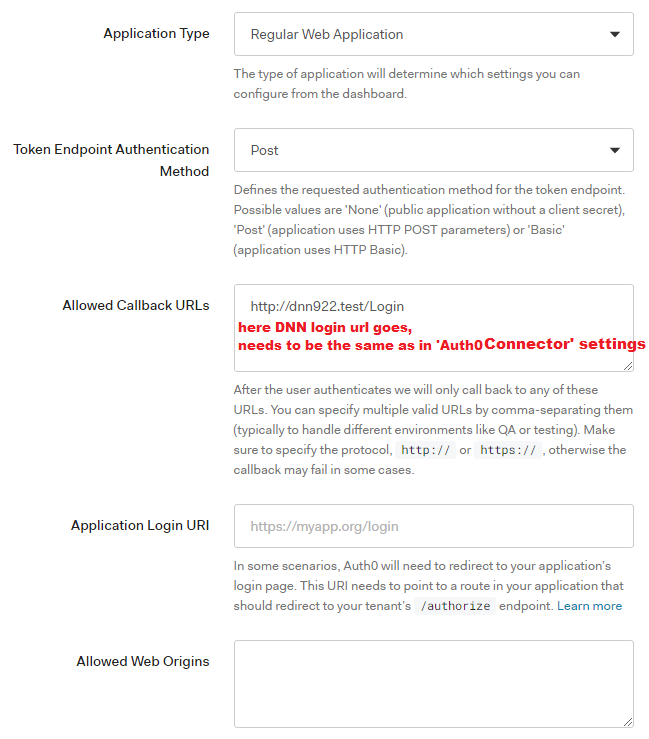 Application Type
Regular Web Application
The type of application will determine which settings you can
configure from the dashboard.
Token Endpoint Authentication
Method
Post
Defines the requested authentication method for the token endpoint.
Possible values are 'None' (public application without a client secret),
'Post' (application uses HTTP POST parameters) or 'Basic'
(application uses HTTP Basic).
Allowed Callback URLs
http://dnn922.test/Login
here DNN login url goes,
needs to be the same as in 'Auth0Connector' settings
After the user authenticates we will only call back to any of these
URLs. You can specify multiple valid URLs by comma-separating them
(typically to handle different environments like QA or testing). Make
sure to specify the protocol, http:// or https:// , otherwise the
callback may fail in some cases.
Application Login URI
https://myapp.org/login
In some scenarios, Auth0 will need to redirect to your application's
login page. This URI needs to point to a route in your application that
should redirect to your tenant's /authorize endpoint. Learn more
Allowed Web Origins